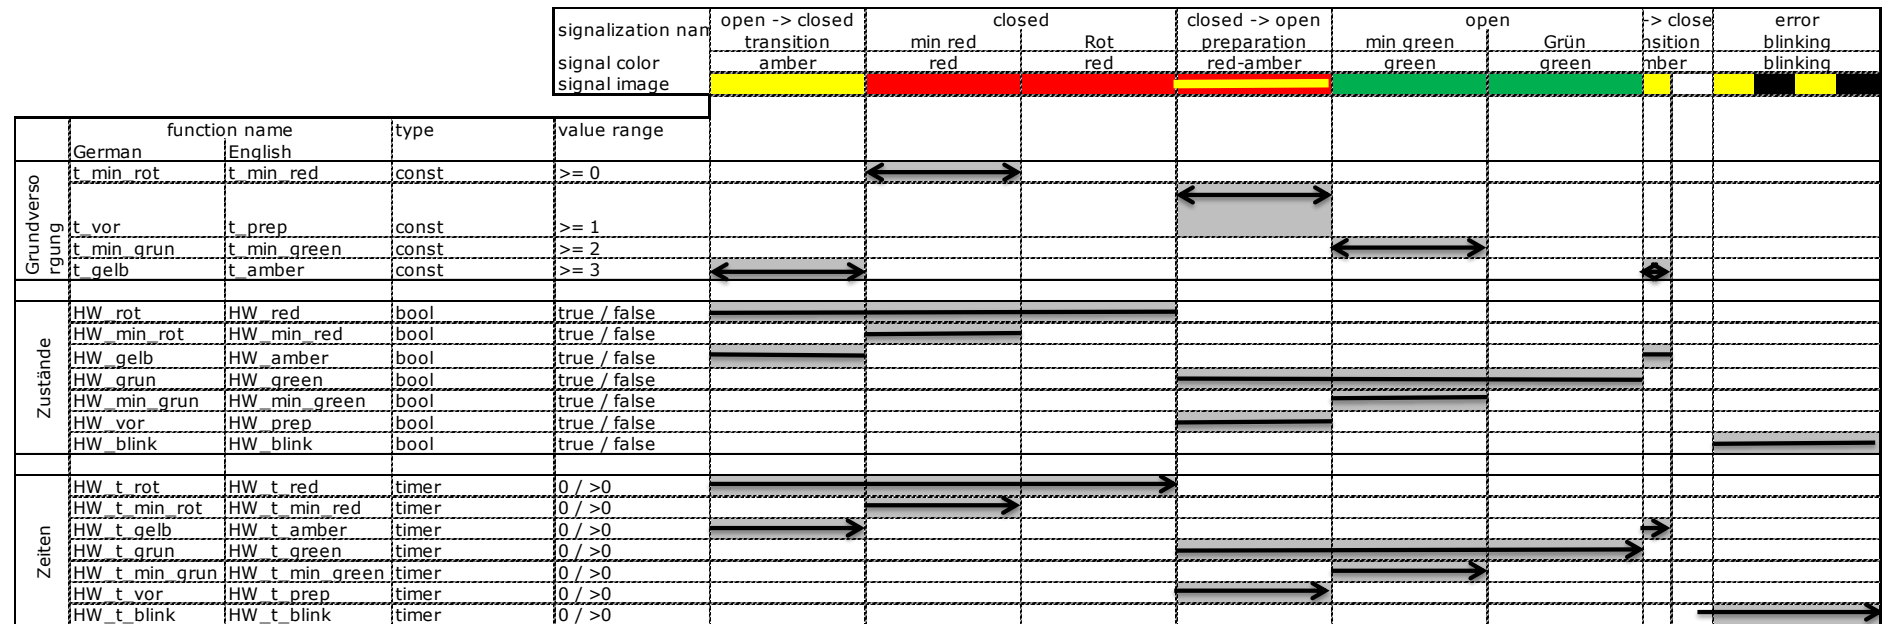 open -> closed closed closed -> open open -> close error
signalization nan transition min red Rot preparation min green Grün nsition blinking
signal color amber red red red-amber green green mber blinking
signal image
function name type value range
German English
Grundverso
rgung
t_min_rot t_min_red const >= 0
t_vor t_prep const >= 1
t_min_grun t_min_green const >= 2
t_gelb t_amber const >= 3
Zustände
HW_rot HW_red bool true / false
HW_min_rot HW_min_red bool true / false
HW_gelb HW_amber bool true / false
HW_grun HW_green bool true / false
HW_min_grun HW_min_green bool true / false
HW_vor HW_prep bool true / false
HW_blink HW_blink bool true / false
Zeiten
HW_t_rot HW_t_red timer 0 / >0
HW_t_min_rot HW_t_min_red timer 0 / >0
HW_t_gelb HW_t_amber timer 0 / >0
HW_t_grun HW_t_green timer 0 / >0
HW_t_min_grun HW_t_min_green timer 0 / >0
HW_t_vor HW_t_prep timer 0 / >0
HW_t_blink HW_t_blink timer 0 / >0